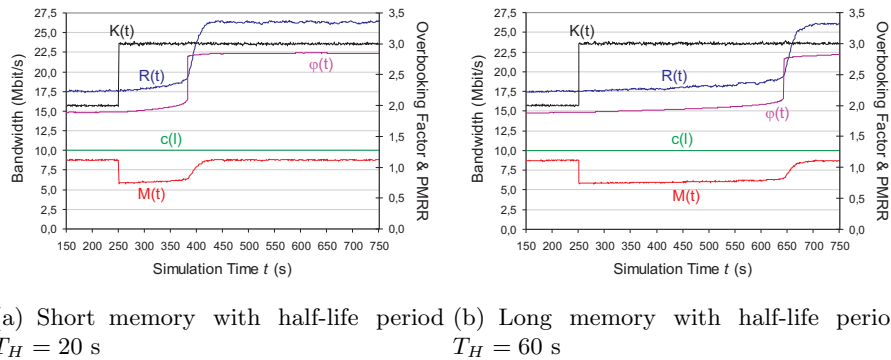 27,5
25,0
22,5
20,0
17,5
15,0
12,5
10,0
7,5
5,0
2,5
0,0
Bandwidth (Mbit/s)
K(t)
R(t)
φ(t)
c(l)
M(t)
3,5
3,0
2,5
2,0
1,5
1,0
0,5
0,0
Overbooking Factor & PMRR
150 200 250 300 350 400 450 500 550 600 650 700 750
Simulation Time t (s)
27,5
25,0
22,5
20,0
17,5
15,0
12,5
10,0
7,5
5,0
2,5
0,0
Bandwidth (Mbit/s)
K(t)
R(t)
φ(t)
c(l)
M(t)
3,5
3,0
2,5
2,0
1,5
1,0
0,5
0,0
Overbooking Factor & PMRR
150 200 250 300 350 400 450 500 550 600 650 700 750
Simulation Time t (s)
a) Short memory with half-life period
T_H = 20 s
(b) Long memory with half-life perio
T_H = 60 s